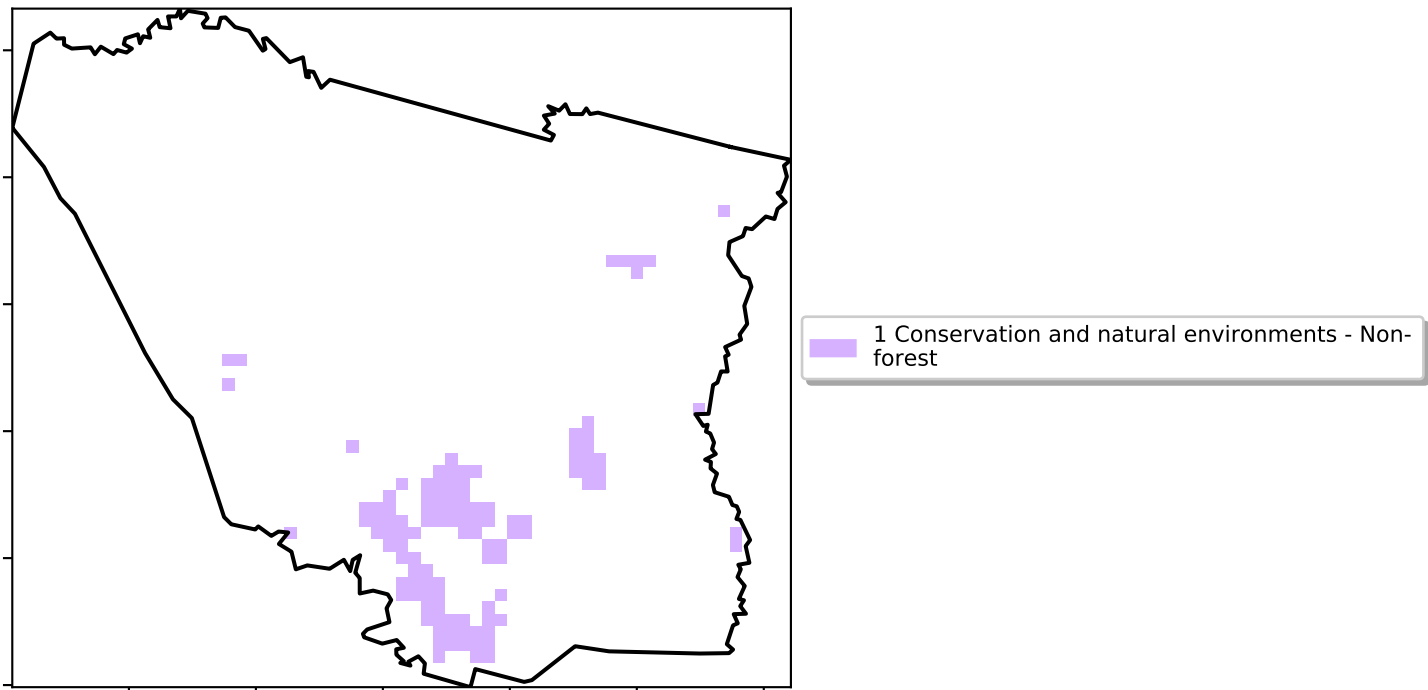 1 Conservation and natural environments - Non-
forest